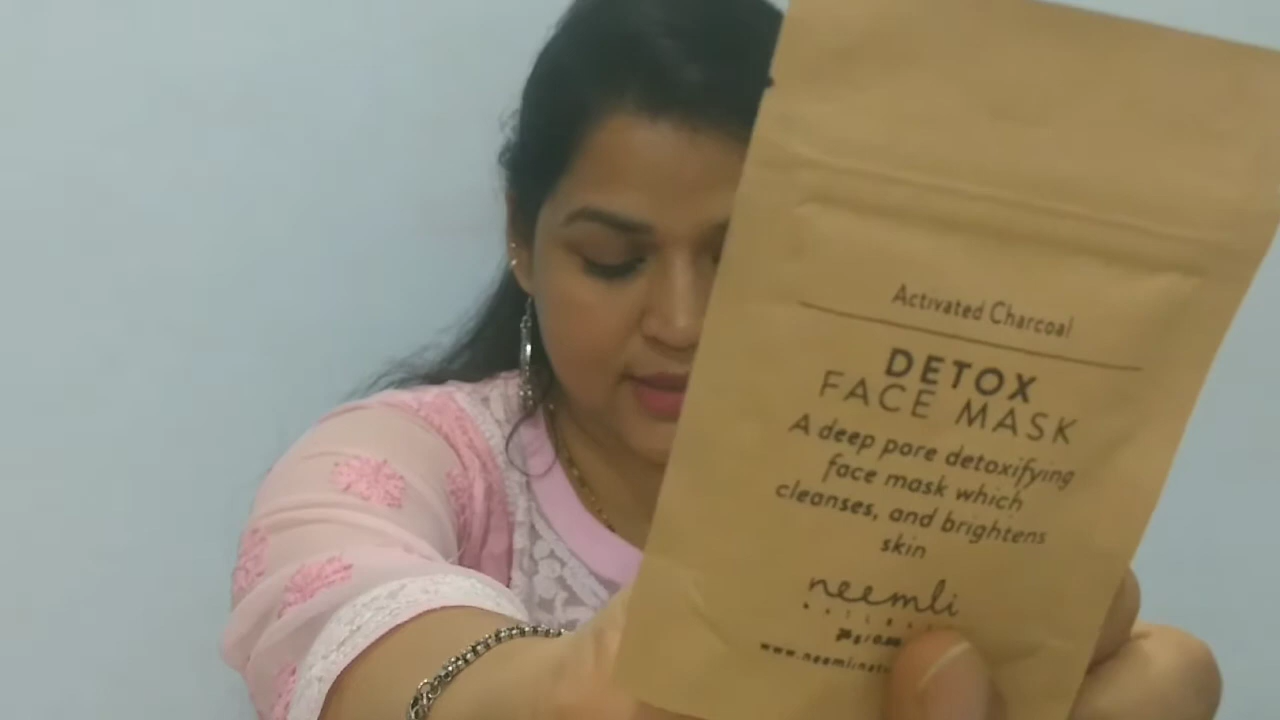 Activated Charcoal
DETOX
FACE MASK
A deep pore detoxifying
face mask which
cleanses, and brightens
skin
neemli